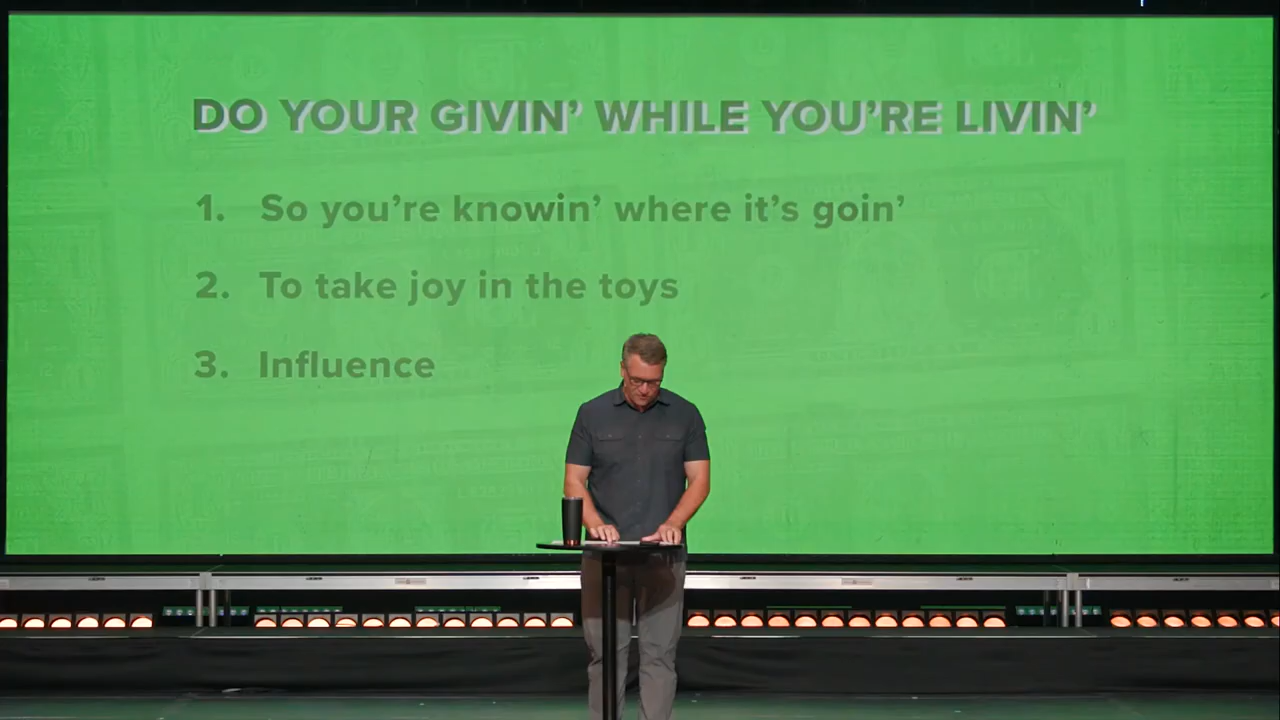 DO YOUR GIVIN’ WHILE YOU’RE LIVIN’
1. So you’re knowin’ where it’s goin’
2. To take joy in the toys
3. Influence